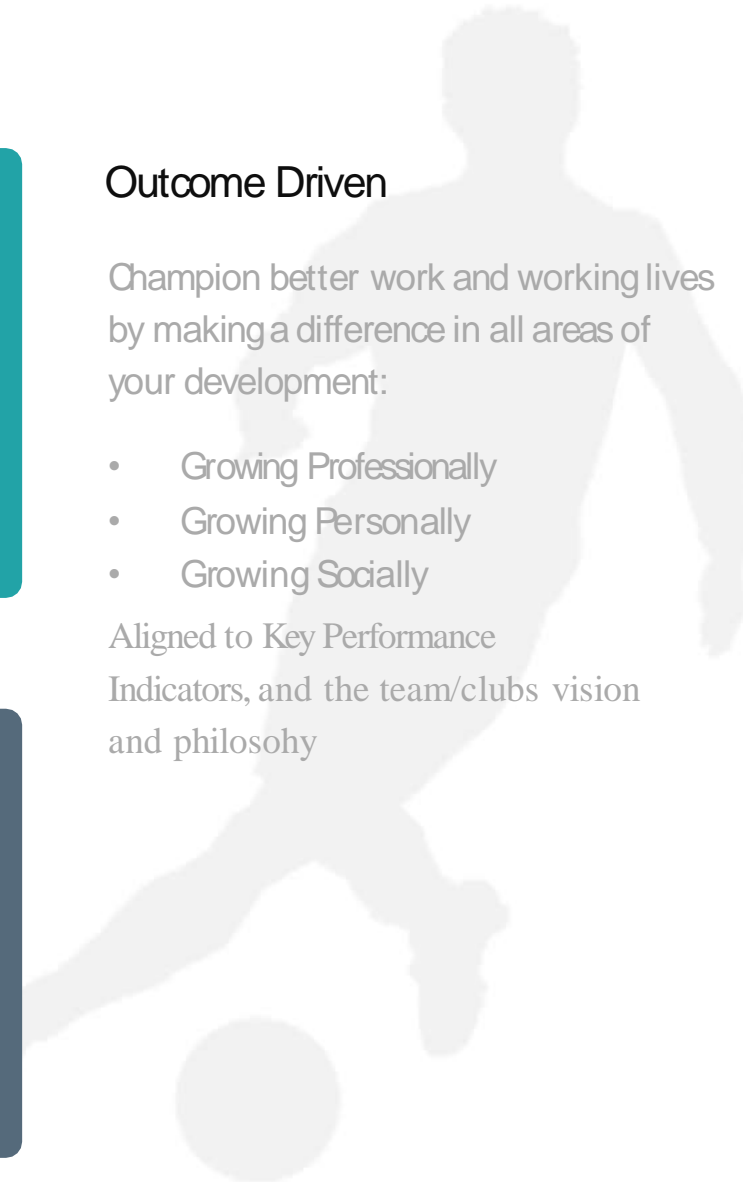 Outcome Driven
Champion better work and working lives
by making a difference in all areas of
your development:
• Growing Professionally
• Growing Personally
• Growing Socially
Aligned to Key Performance
Indicators, and the team/clubs vision
and philosohy